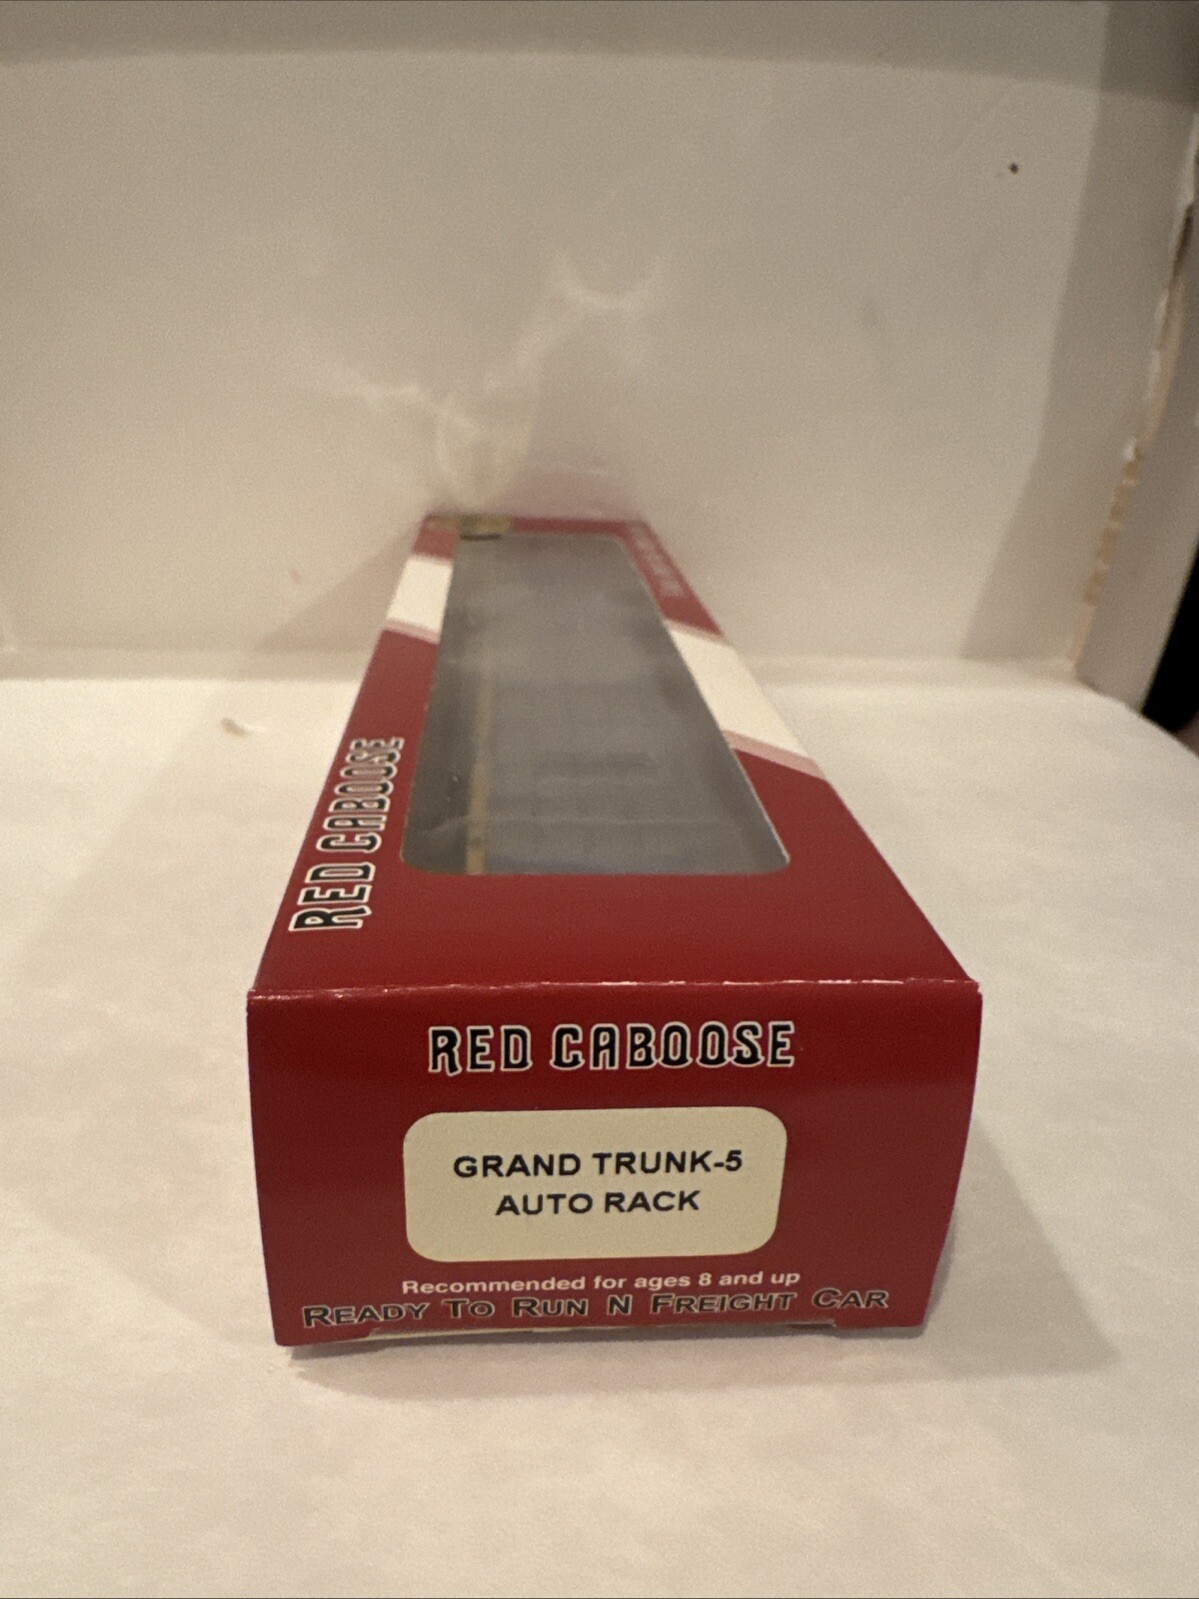 RED CABOOSE
RED CABOOSE
GRAND TRUNK-5
AUTO RACK
Recommended for ages 8 and up
READY TO RUN N FREIGHT CAR